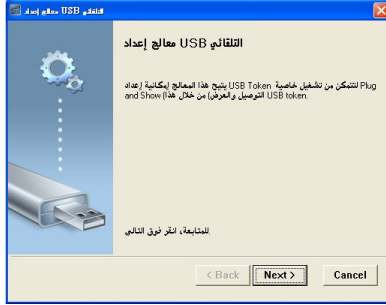 التلقائي USB معالج إعداد
التلقائي USB معالج إعداد
Plug لتتمكن من تشغيل خاصية USB Token يتيح هذا المعالج إمكانية إعداد
and Show (التوصيل والعرض) من خلال هذا USB token.
للمتابعة، انقر فوق التالي.
< Back
Next >
Cancel